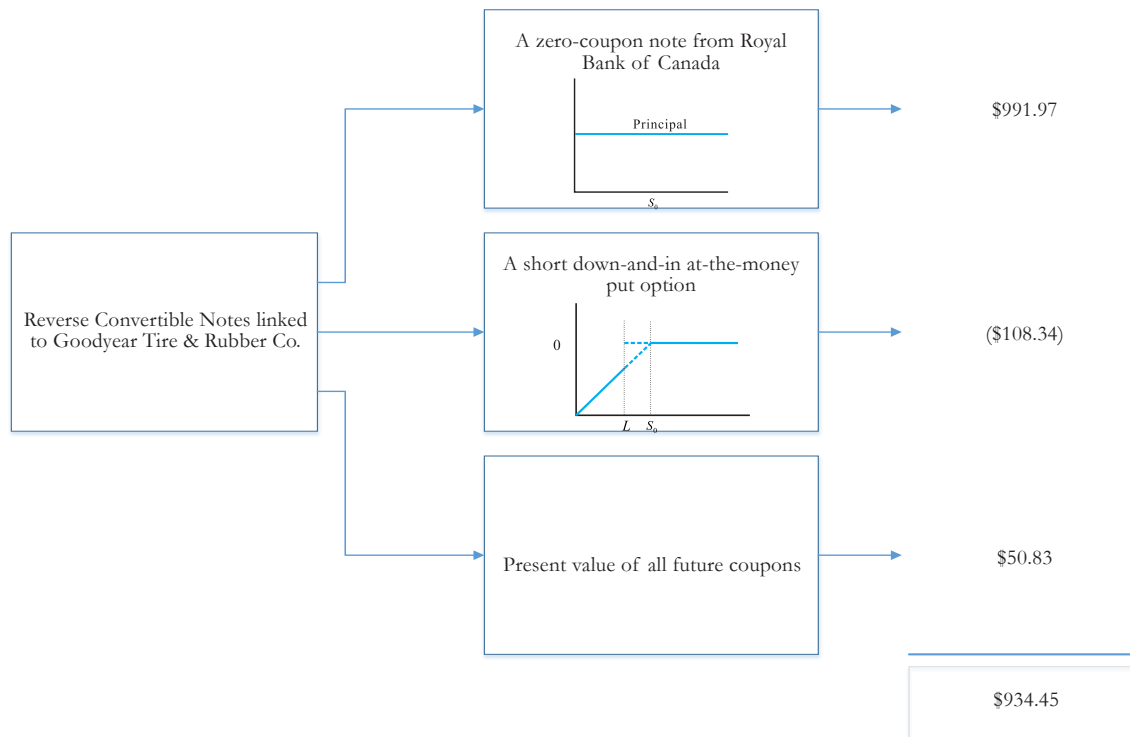 A zero-coupon note from Royal
Bank of Canada
Principal
S₀
$991.97
Reverse Convertible Notes linked
to Goodyear Tire & Rubber Co.
A short down-and-in at-the-money
put option
0
L S₀
($108.34)
Present value of all future coupons
$50.83
$934.45